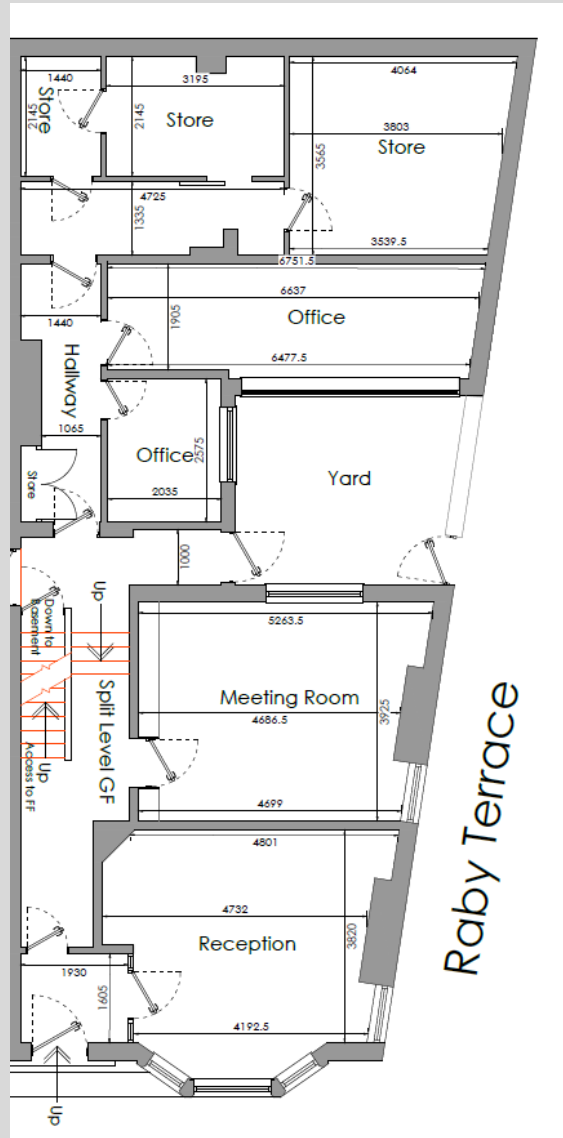 4064
1440
3195
2145
Store
2145
Store
3803
Store
3565
4725
1335
3539.5
6751.5
6637
1905
Office
1440
6477.5
Hallway
1065
Office
2575
2035
Store
Yard
1000
Up
Down to
Basement
5263.5
Meeting Room
4686.5
3925
Split Level GF
Up
Access to FF
4699
4801
4732
3820
Reception
Raby Terrace
1930
1605
4192.5
Up